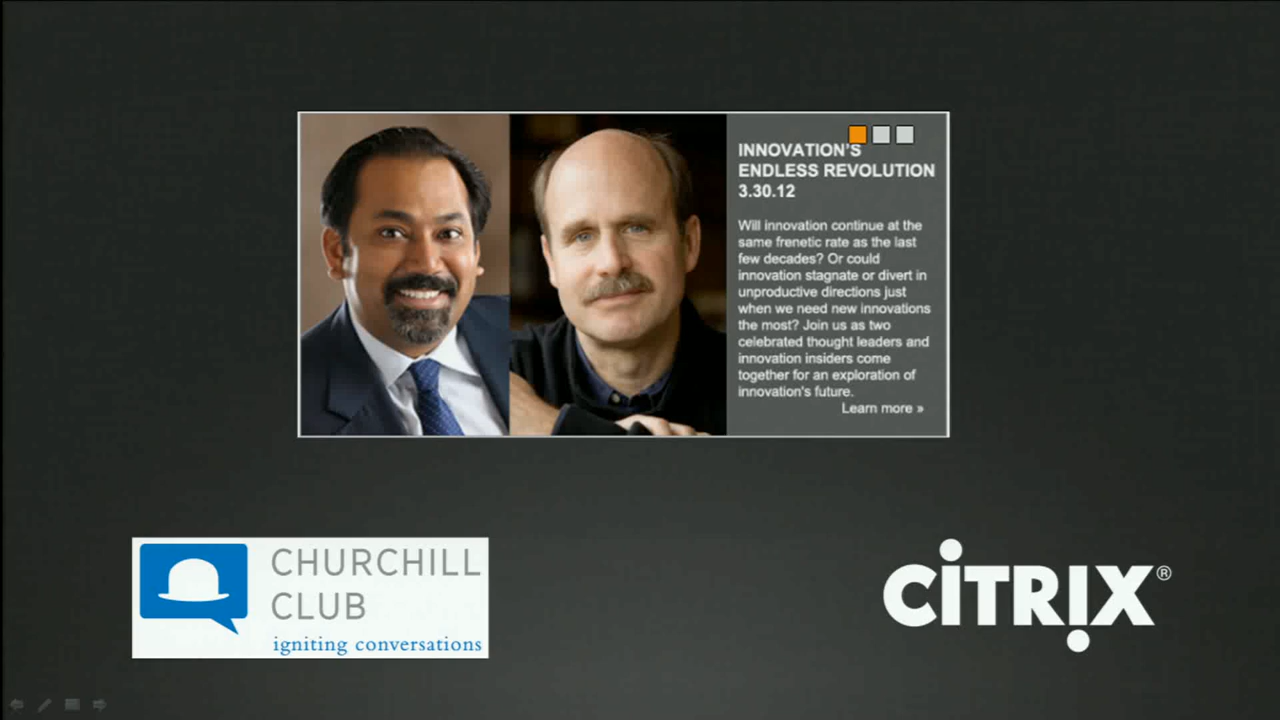 INNOVATION'S
ENDLESS REVOLUTION
3.30.12
Will innovation continue at the
same frenetic rate as the last
few decades? Or could
innovation stagnate or divert in
unproductive directions just
when we need new innovations
the most? Join us as two
celebrated thought leaders and
innovation insiders come
together for an exploration of
innovation's future.
Learn more »
CHURCHILL
CLUB
igniting conversations
CiTRIX®